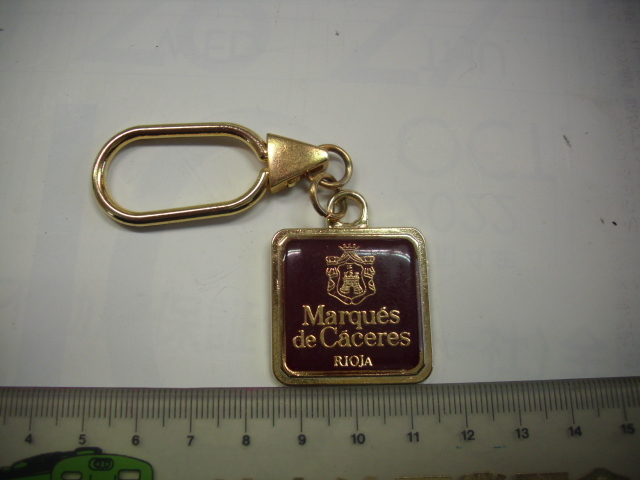 Marqués
de Cáceres
RIOJA
4 5 6 7 8 9 10 11 12 13 14 15